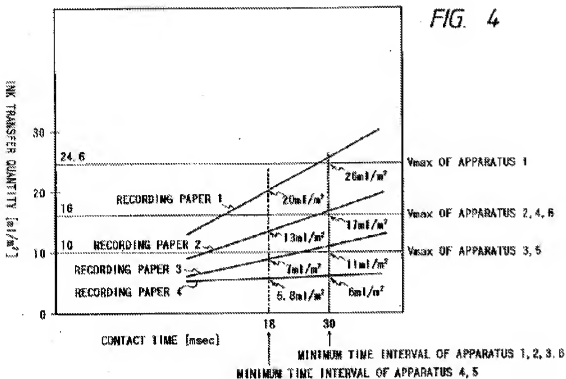 FIG. 4
INK TRANSFER QUANTITY [ml/m²]
30
24.6
20
16
10
0
Vmax OF APPARATUS 1
Vmax OF APPARATUS 2,4,6
Vmax OF APPARATUS 3,5
RECORDING PAPER 1
RECORDING PAPER 2
RECORDING PAPER 3
RECORDING PAPER 4
20ml/m²
26ml/m²
13ml/m²
17ml/m²
7ml/m²
11ml/m²
5.8ml/m²
6ml/m²
CONTACT TIME [msec]
18
30
MINIMUM TIME INTERVAL OF APPARATUS 1,2,3.6
MINIMUM TIME INTERVAL OF APPARATUS 4,5